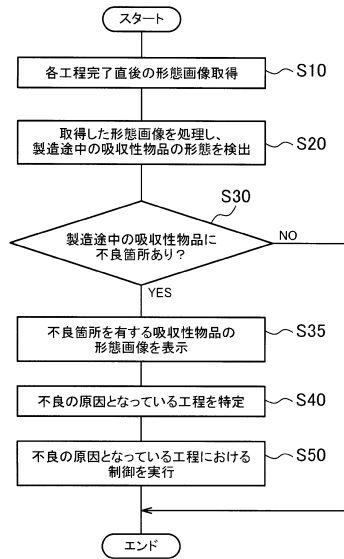 スタート
各工程完了直後の形態画像取得
S10
取得した形態画像を処理し、
製造途中の吸収性物品の形態を検出
S20
S30
製造途中の吸収性物品に
不良箇所あり?
NO
YES
不良箇所を有する吸収性物品の
形態画像を表示
S35
不良の原因となっている工程を特定
S40
不良の原因となっている工程における
制御を実行
S50
エンド